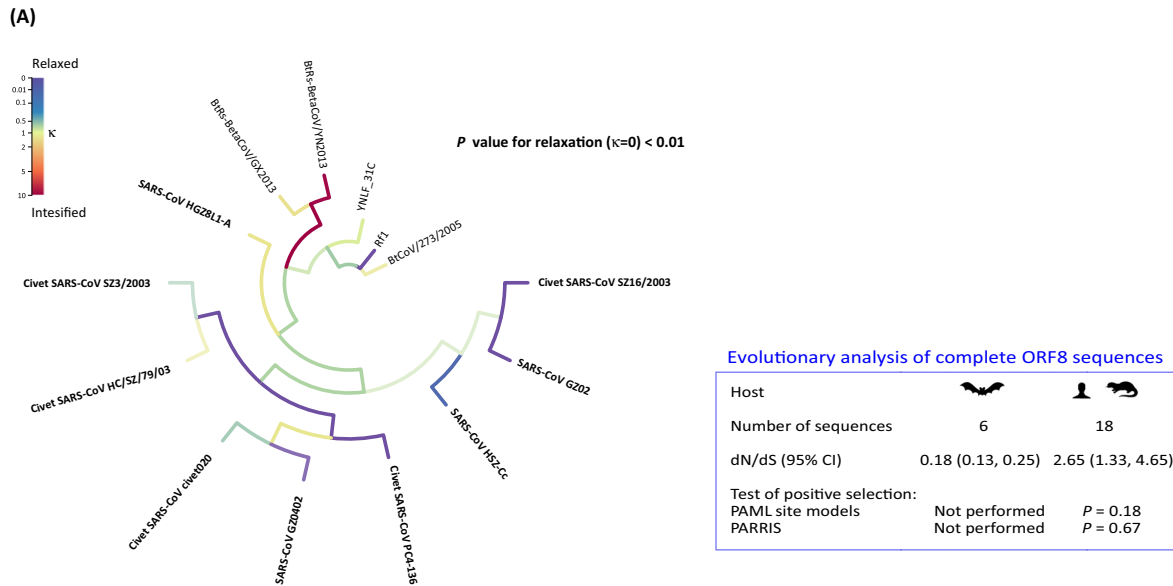 (A)
Relaxed
0
0.01
0.1
0.5
1
2
5
10
κ
Intesified
P value for relaxation (κ=0) < 0.01
BtRs-BetaCoV/YN2013
BtRs-BetaCoV/GX2013
YNLF_31C
Rf1
BtCoV/273/2005
SARS-CoV HGZ8L1-A
Civet SARS-CoV SZ3/2003
Civet SARS-CoV SZ16/2003
SARS-CoV GZ02
Civet SARS-CoV HC/SZ/79/03
SARS-CoV HSZ-Cc
Civet SARS-CoV civet020
SARS-CoV GZ0402
Civet SARS-CoV PC4-136
Evolutionary analysis of complete ORF8 sequences
Host
Number of sequences 6 18
dN/dS (95% CI) 0.18 (0.13, 0.25) 2.65 (1.33, 4.65)
Test of positive selection:
PAML site models Not performed P = 0.18
PARRIS Not performed P = 0.67